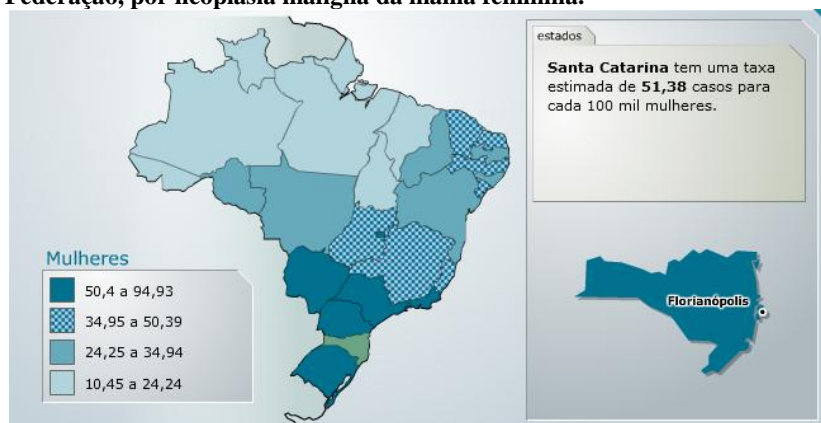 Federação, por neoplasia maligna da mama feminina.
estados
Santa Catarina tem uma taxa
estimada de 51,38 casos para
cada 100 mil mulheres.
Mulheres
50,4 a 94,93
34,95 a 50,39
24,25 a 34,94
10,45 a 24,24
Florianópolis